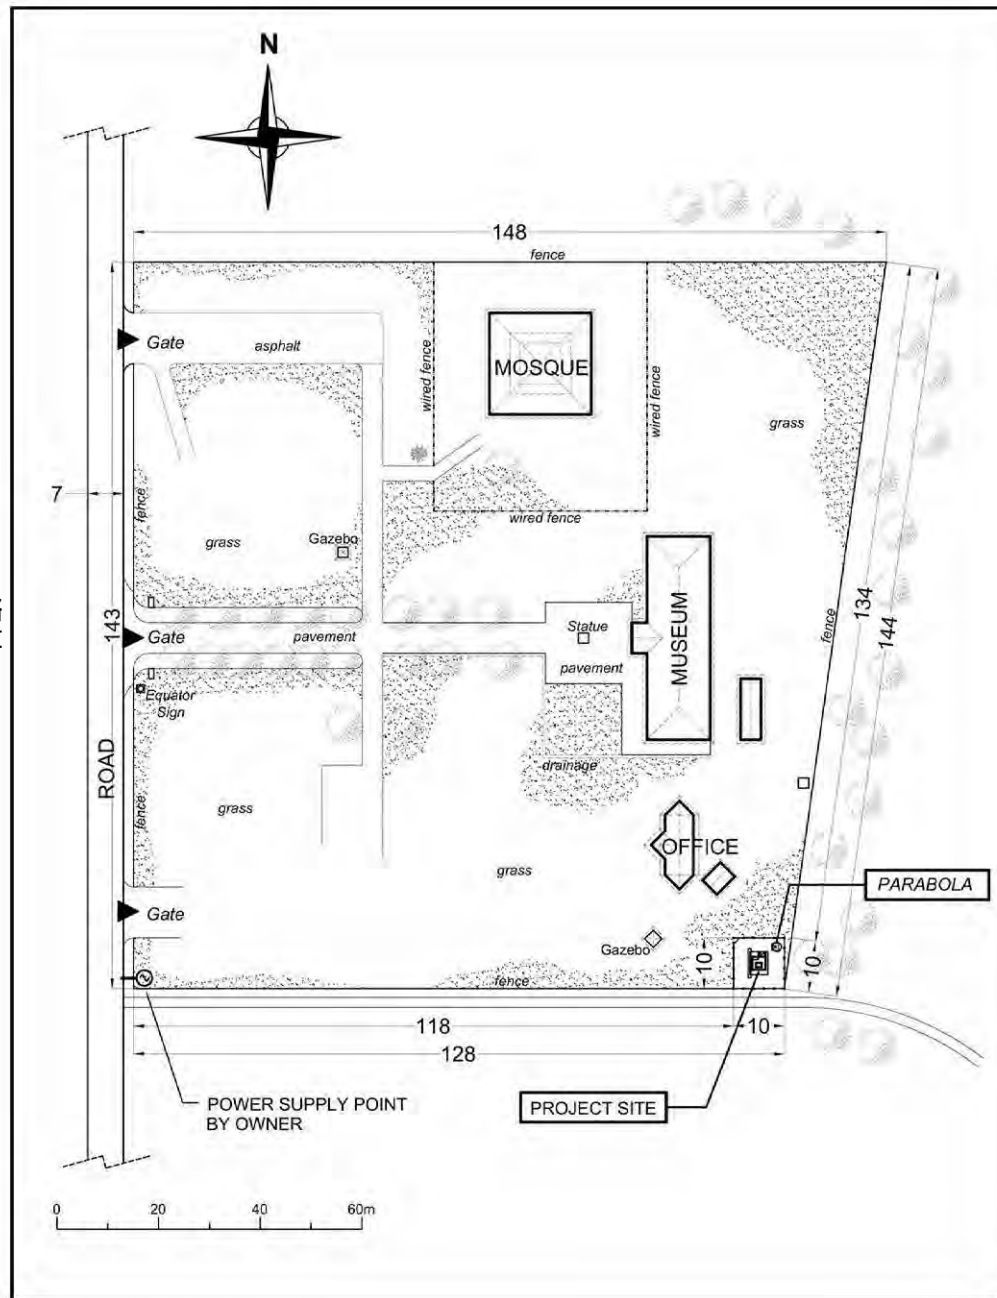 N
148
fence
Gate
asphalt
MOSQUE
wired fence
wired fence
grass
7
fence
grass
Gazebo
wired fence
143
Gate
pavement
Statue
pavement
MUSEUM
fence
134
144
Equator
Sign
ROAD
drainage
fence
grass
OFFICE
grass
PARABOLA
Gate
Gazebo
10
10
fence
118
10
128
POWER SUPPLY POINT
BY OWNER
PROJECT SITE
0 20 40 60m